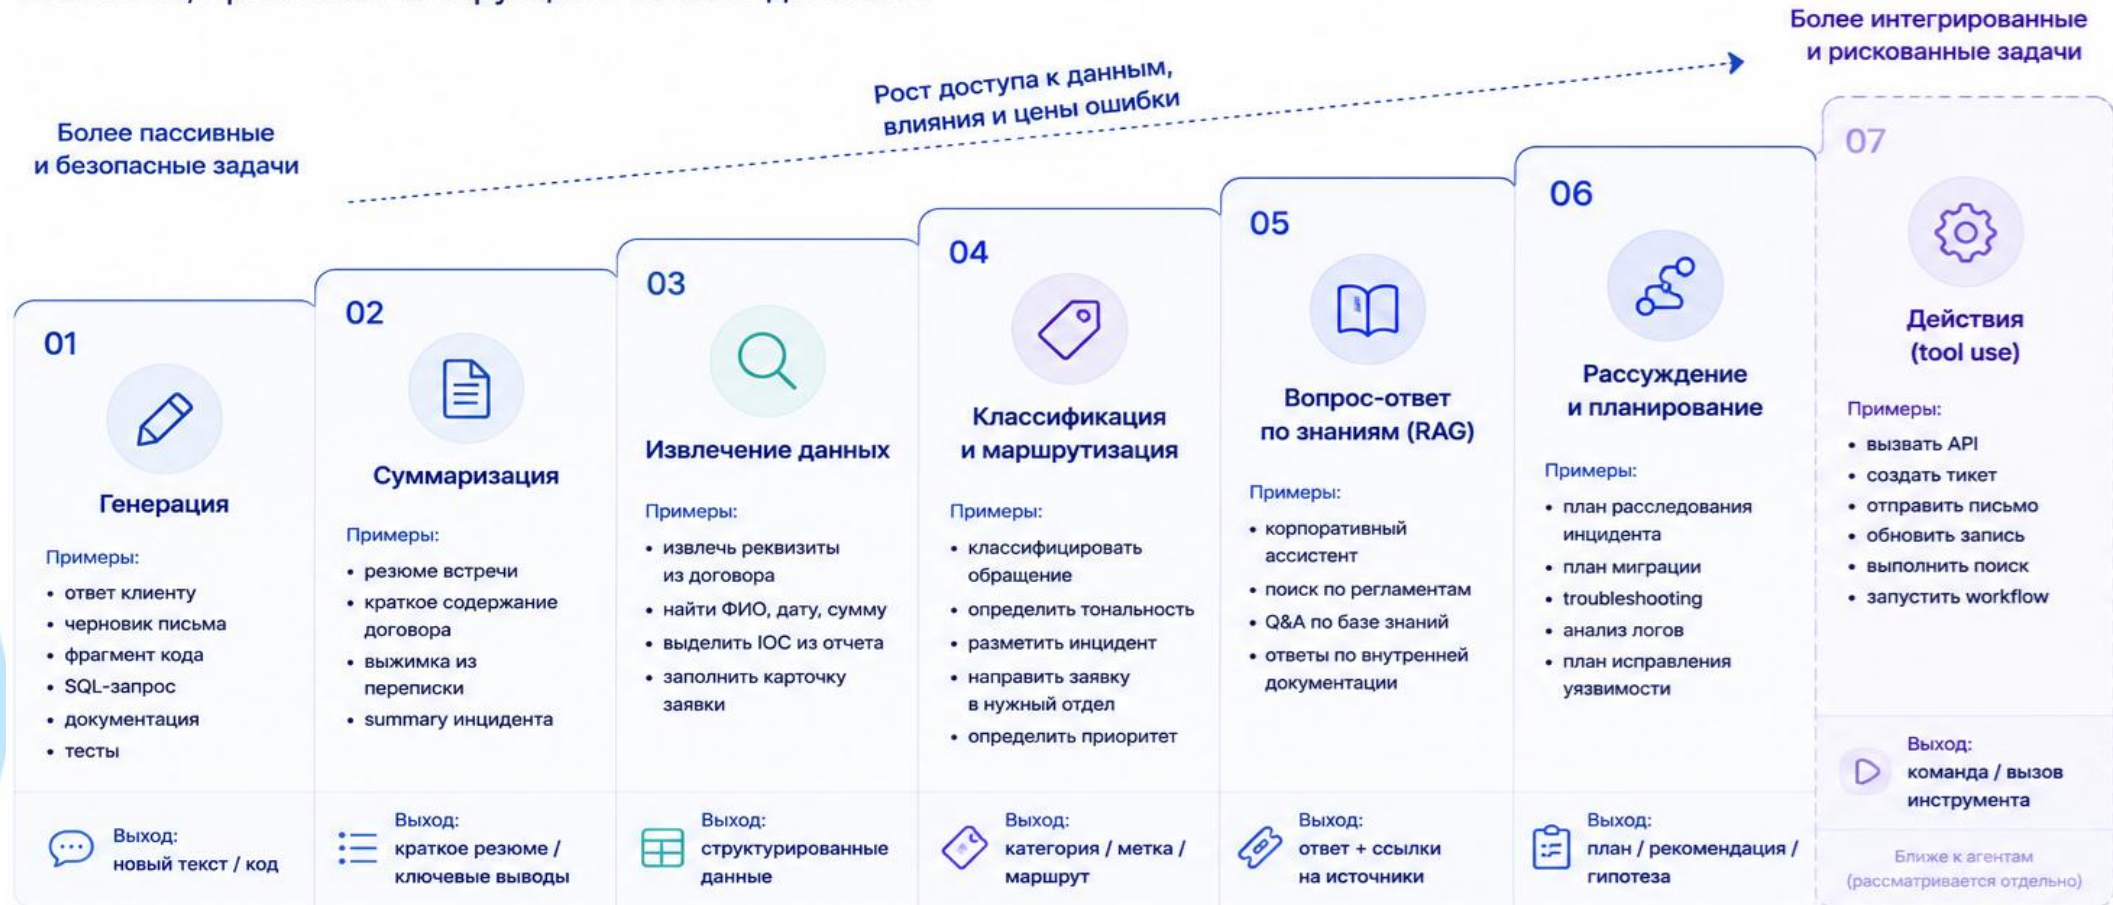 Более интегрированные
и рискованные задачи
Рост доступа к данным,
влияния и цены ошибки
Более пассивные
и безопасные задачи
01
Генерация
Примеры:
• ответ клиенту
• черновик письма
• фрагмент кода
• SQL-запрос
• документация
• тесты
Выход:
новый текст / код
02
Суммаризация
Примеры:
• резюме встречи
• краткое содержание
договора
• выжимка из
переписки
• summary инцидента
Выход:
краткое резюме /
ключевые выводы
03
Извлечение данных
Примеры:
• извлечь реквизиты
из договора
• найти ФИО, дату, сумму
• выделить IOC из отчета
• заполнить карточку
заявки
Выход:
структурированные
данные
04
Классификация
и маршрутизация
Примеры:
• классифицировать
обращение
• определить тональность
• разметить инцидент
• направить заявку
в нужный отдел
• определить приоритет
Выход:
категория / метка /
маршрут
05
Вопрос-ответ
по знаниям (RAG)
Примеры:
• корпоративный
ассистент
• поиск по регламентам
• Q&A по базе знаний
• ответы по внутренней
документации
Выход:
ответ + ссылки
на источники
06
Рассуждение
и планирование
Примеры:
• план расследования
инцидента
• план миграции
• troubleshooting
• анализ логов
• план исправления
уязвимости
Выход:
план / рекомендация /
гипотеза
07
Действия
(tool use)
Примеры:
• вызвать API
• создать тикет
• отправить письмо
• обновить запись
• выполнить поиск
• запустить workflow
Выход:
команда / вызов
инструмента
Ближе к агентам
(рассматривается отдельно)